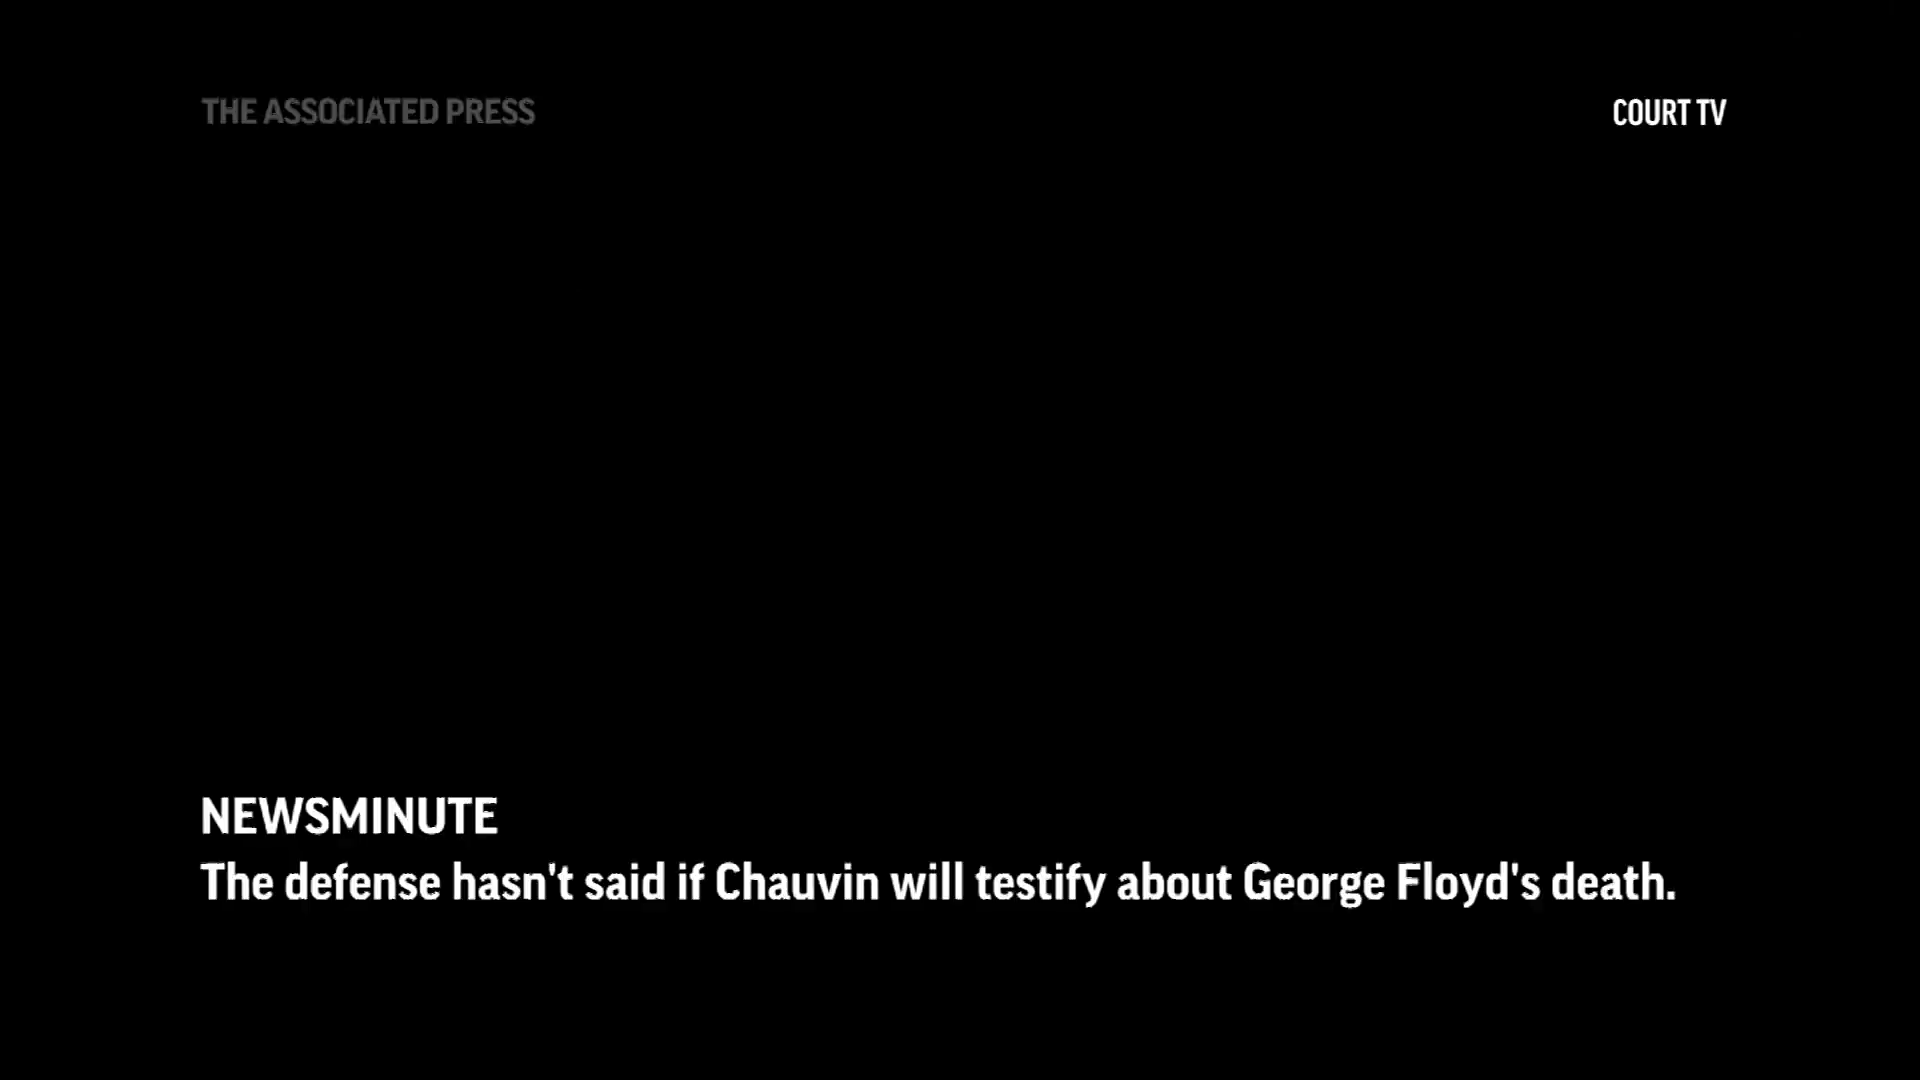 THE ASSOCIATED PRESS
COURT TV
NEWSMINUTE
The defense hasn't said if Chauvin will testify about George Floyd's death.